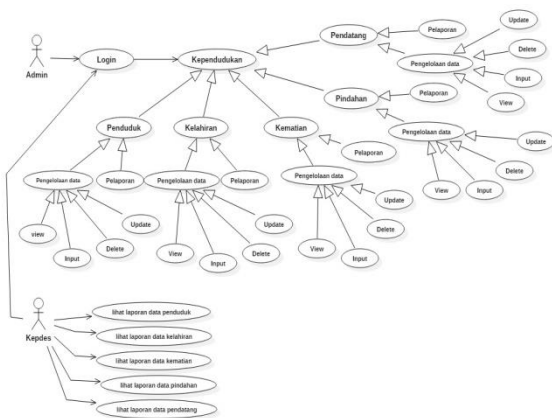 Admin
Login
Kependudukan
Pendatang
Pelaporan
Pengelolaan data
Update
Delete
Input
View
Pindahan
Pelaporan
Pengelolaan data
Update
Delete
Input
View
Penduduk
Pengelolaan data
Pelaporan
view
Input
Delete
Update
Kelahiran
Pengelolaan data
Pelaporan
View
Input
Delete
Update
Kematian
Pelaporan
Pengelolaan data
Update
Delete
Input
View
Kepdes
lihat laporan data penduduk
lihat laporan data kelahiran
lihat laporan data kematian
lihat laporan data pindahan
lihat laporan data pendatang